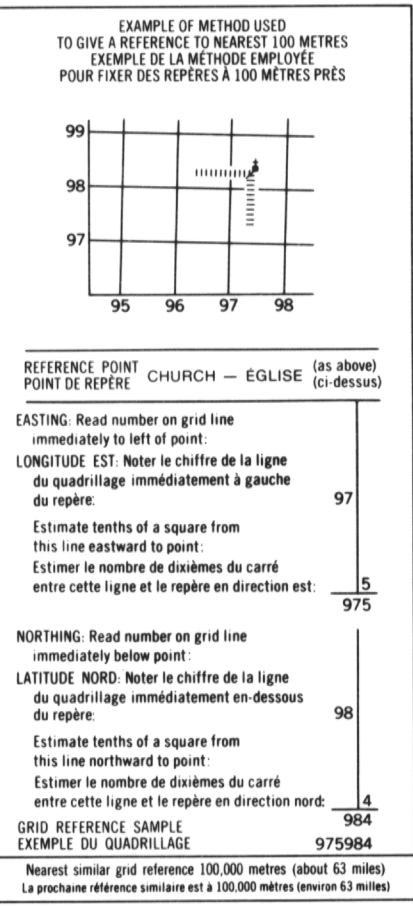 EXAMPLE OF METHOD USED
TO GIVE A REFERENCE TO NEAREST 100 METRES
EXEMPLE DE LA MÉTHODE EMPLOYÉE
POUR FIXER DES REPÈRES À 100 MÈTRES PRÈS
99
98
97
95 96 97 98
REFERENCE POINT
POINT DE REPÈRE
CHURCH — ÉGLISE
(as above)
(ci-dessus)
EASTING: Read number on grid line
immediately to left of point:
LONGITUDE EST: Noter le chiffre de la ligne
du quadrillage immédiatement à gauche
du repère: 97
Estimate tenths of a square from
this line eastward to point:
Estimer le nombre de dixièmes du carré
entre cette ligne et le repère en direction est: 5
975
NORTHING: Read number on grid line
immediately below point:
LATITUDE NORD: Noter le chiffre de la ligne
du quadrillage immédiatement en-dessous
du repère: 98
Estimate tenths of a square from
this line northward to point:
Estimer le nombre de dixièmes du carré
entre cette ligne et le repère en direction nord: 4
984
GRID REFERENCE SAMPLE
EXEMPLE DU QUADRILLAGE 975984
Nearest similar grid reference 100,000 metres (about 63 miles)
La prochaine référence similaire est à 100,000 mètres (environ 63 milles)